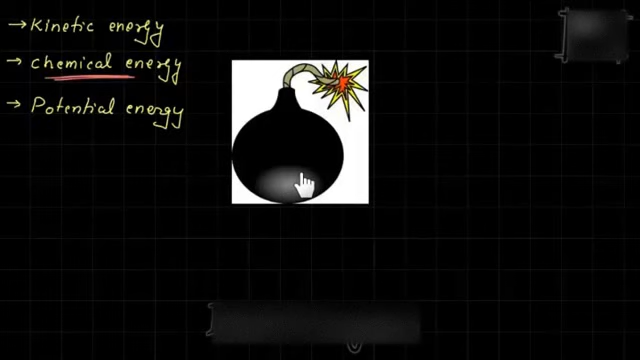 → Kinetic energy
→ chemical energy
→ Potential energy